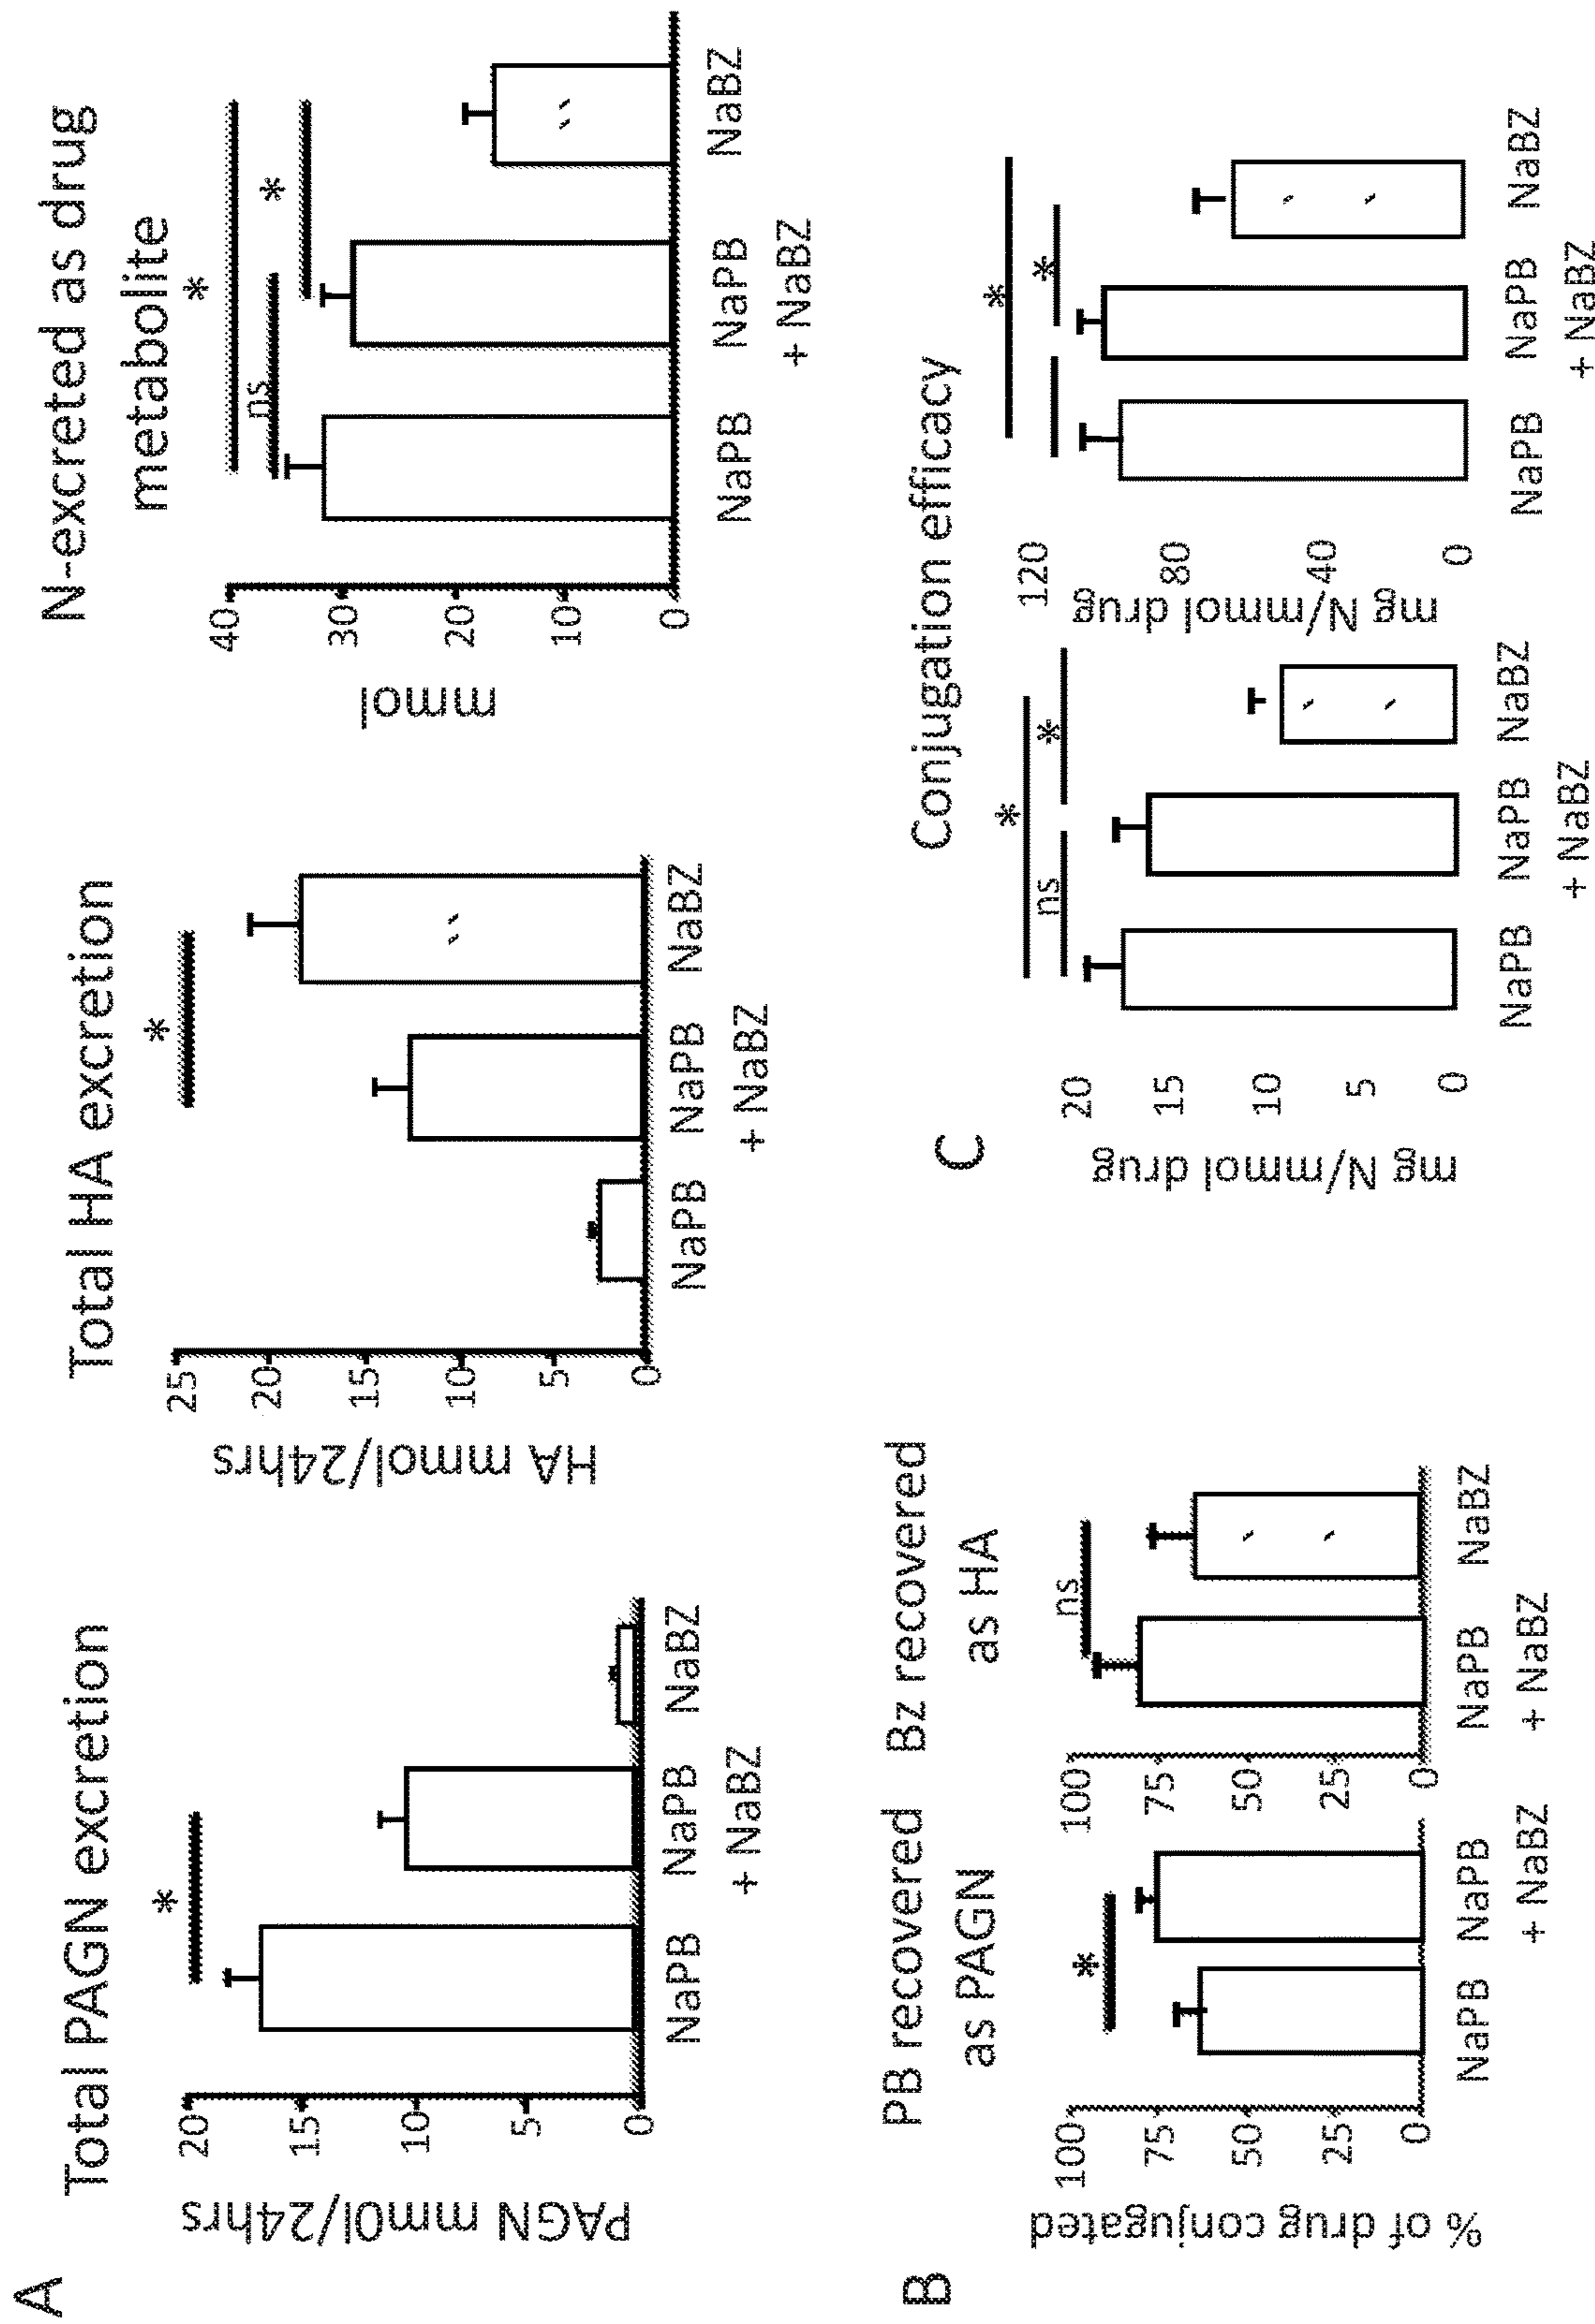 A
Total PAGN excretion
*
PAGN mm0l/24hrs
20
15
10
5
0
NaPB
NaPB
+ NaBZ
NaBZ
Total HA excretion
*
HA mmol/24hrs
25
20
15
10
5
0
NaPB
NaPB
+ NaBZ
NaBZ
N-excreted as drug
metabolite
*
ns
*
mmol
40
30
20
10
0
NaPB
NaPB
+ NaBZ
NaBZ
B
PB recovered
as PAGN
*
% of drug conjugated
100
75
50
25
0
NaPB
NaPB
+ NaBZ
Bz recovered
as HA
ns
100
75
50
25
0
NaPB
+ NaBZ
NaBZ
C
Conjugation efficacy
*
ns
*
mg N/mmol drug
20
15
10
5
0
NaPB
NaPB
+ NaBZ
NaBZ
*
*
mg N/mmol drug
120
80
40
0
NaPB
NaPB
+ NaBZ
NaBZ